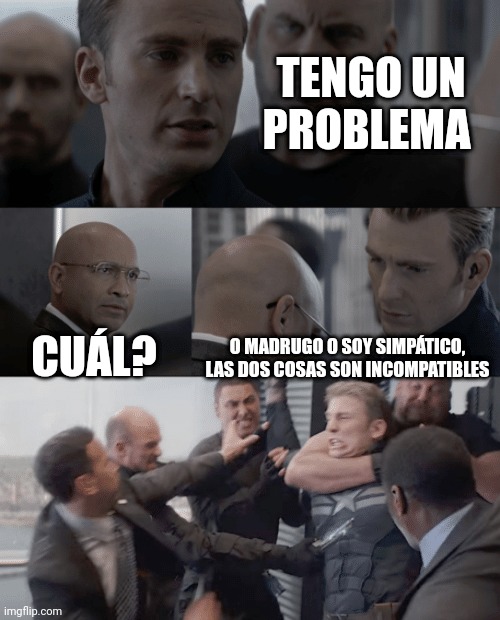 TENGO UN
PROBLEMA
CUÁL?
O MADRUGO O SOY SIMPÁTICO,
LAS DOS COSAS SON INCOMPATIBLES
imgflip.com